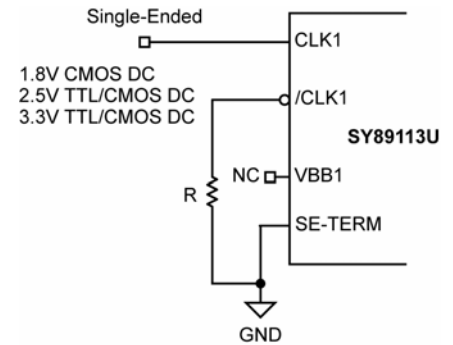 Single-Ended
CLK1
1.8V CMOS DC
2.5V TTL/CMOS DC
3.3V TTL/CMOS DC
/CLK1
SY89113U
NC
VBB1
R
SE-TERM
GND